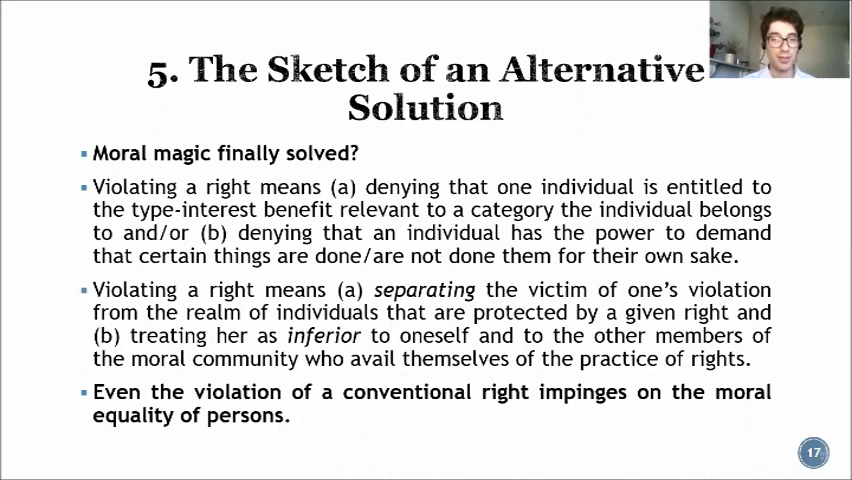 5. The Sketch of an Alternative
Solution
Moral magic finally solved?
Violating a right means (a) denying that one individual is entitled to
the type-interest benefit relevant to a category the individual belongs
to and/or (b) denying that an individual has the power to demand
that certain things are done/are not done them for their own sake.
Violating a right means (a) separating the victim of one’s violation
from the realm of individuals that are protected by a given right and
(b) treating her as inferior to oneself and to the other members of
the moral community who avail themselves of the practice of rights.
Even the violation of a conventional right impinges on the moral
equality of persons.
17